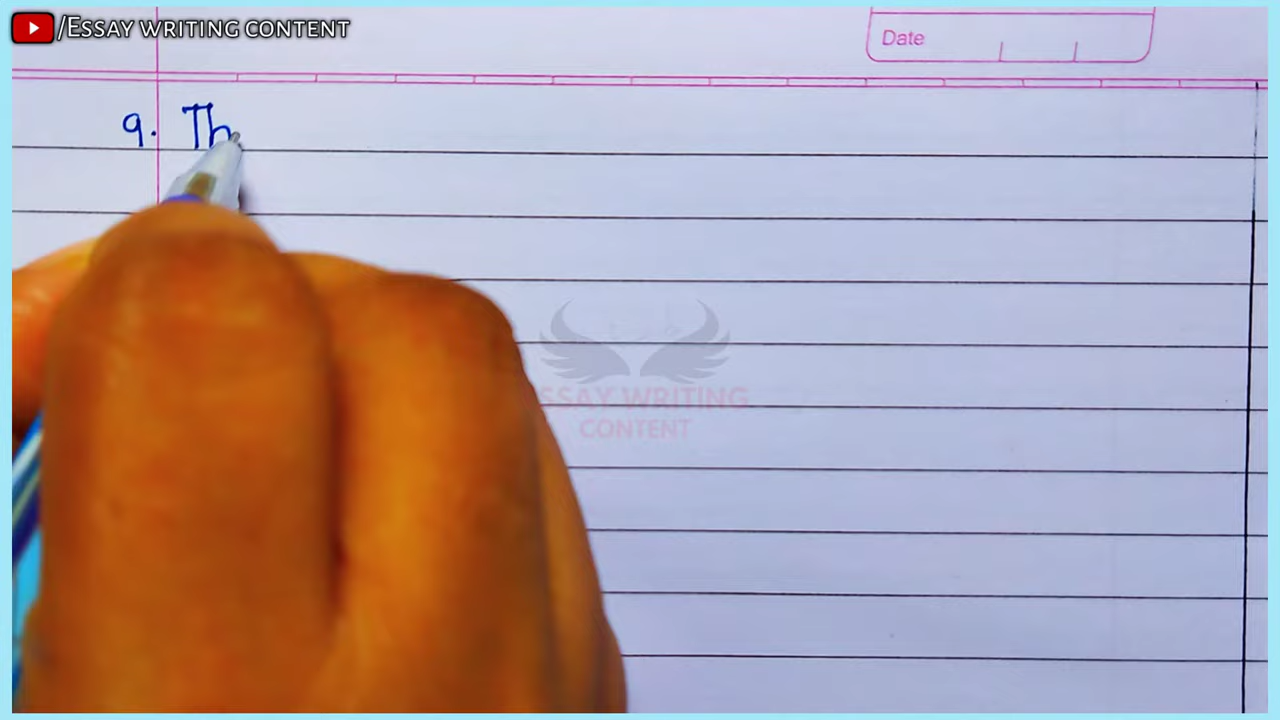 /ESSAY WRITING CONTENT
Date
9. Th
ESSAY WRITING
CONTENT